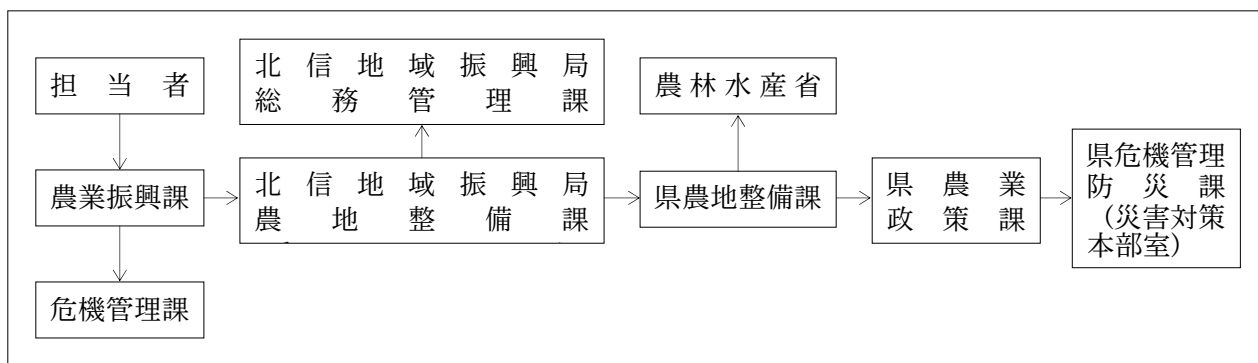 担当者
北信地域振興局
総務管理課
農林水産省
農業振興課
北信地域振興局
農地整備課
県農地整備課
県農業
政策課
県危機管理
防災課
（災害対策
本部室）
危機管理課